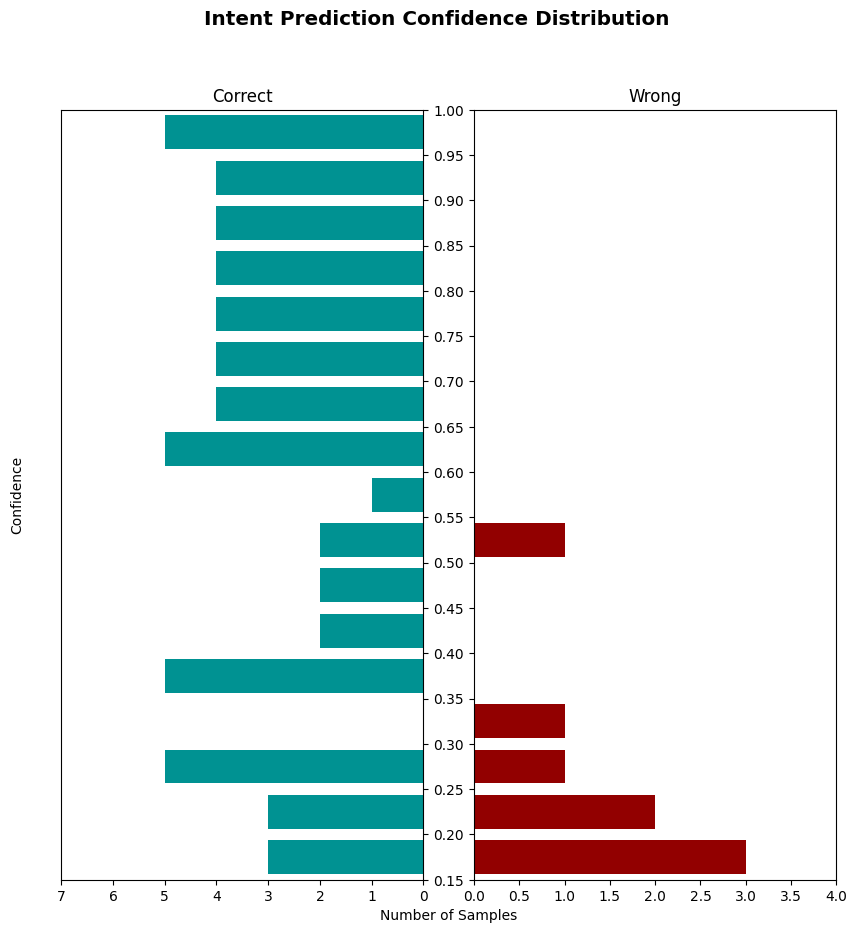 Intent Prediction Confidence Distribution
Correct
Wrong
1.00
0.95
0.90
0.85
0.80
0.75
0.70
0.65
0.60
0.55
0.50
0.45
0.40
0.35
0.30
0.25
0.20
0.15
Confidence
7 6 5 4 3 2 1 0
0.0 0.5 1.0 1.5 2.0 2.5 3.0 3.5 4.0
Number of Samples